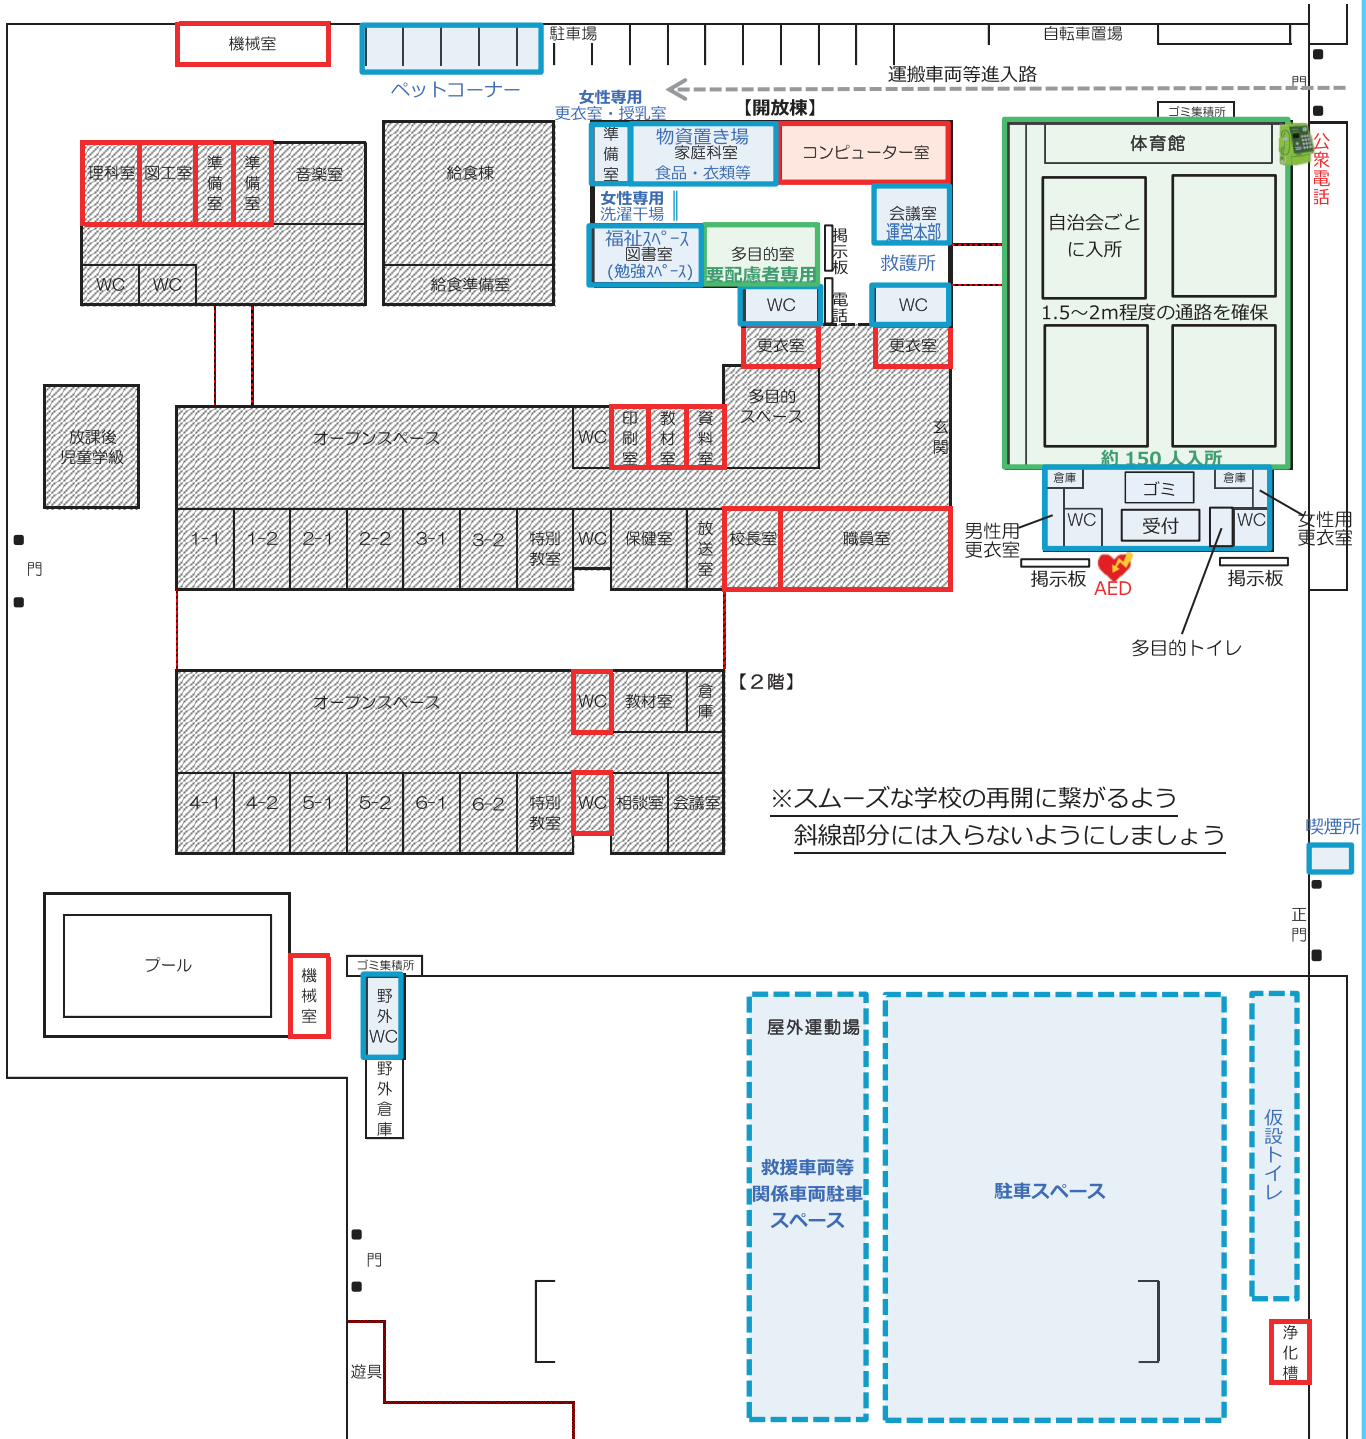 機械室
ペットコーナー
駐車場
自転車置場
運搬車両等進入路
門
女性専用
更衣室・授乳室
【開放棟】
ゴミ集積所
公衆電話
理科室
図工室
準備室
準備室
音楽室
WC
WC
給食棟
給食準備室
準備室
物資置き場
家庭科室
食品・衣類等
コンピューター室
女性専用
洗濯干場
会議室
運営本部
救護所
福祉スペース
図書室
(勉強スペース)
多目的室
要配慮者専用
掲示板
電話
WC
WC
更衣室
更衣室
体育館
自治会ごと
に入所
1.5～2m程度の通路を確保
約 150 人入所
倉庫
倉庫
ゴミ
受付
WC
WC
男性用
更衣室
女性用
更衣室
掲示板
掲示板
AED
多目的トイレ
放課後
児童学級
門
オープンスペース
WC
印刷室
教材室
資料室
多目的
スペース
玄関
1-1
1-2
2-1
2-2
3-1
3-2
特別
教室
WC
保健室
放送室
校長室
職員室
【2階】
オープンスペース
WC
教材室
倉庫
4-1
4-2
5-1
5-2
6-1
6-2
特別
教室
WC
相談室
会議室
※スムーズな学校の再開に繋がるよう
斜線部分には入らないようにしましょう
喫煙所
正門
プール
機械室
ゴミ集積所
野外WC
野外倉庫
門
遊具
屋外運動場
救援車両等
関係車両駐車
スペース
駐車スペース
仮設トイレ
浄化槽